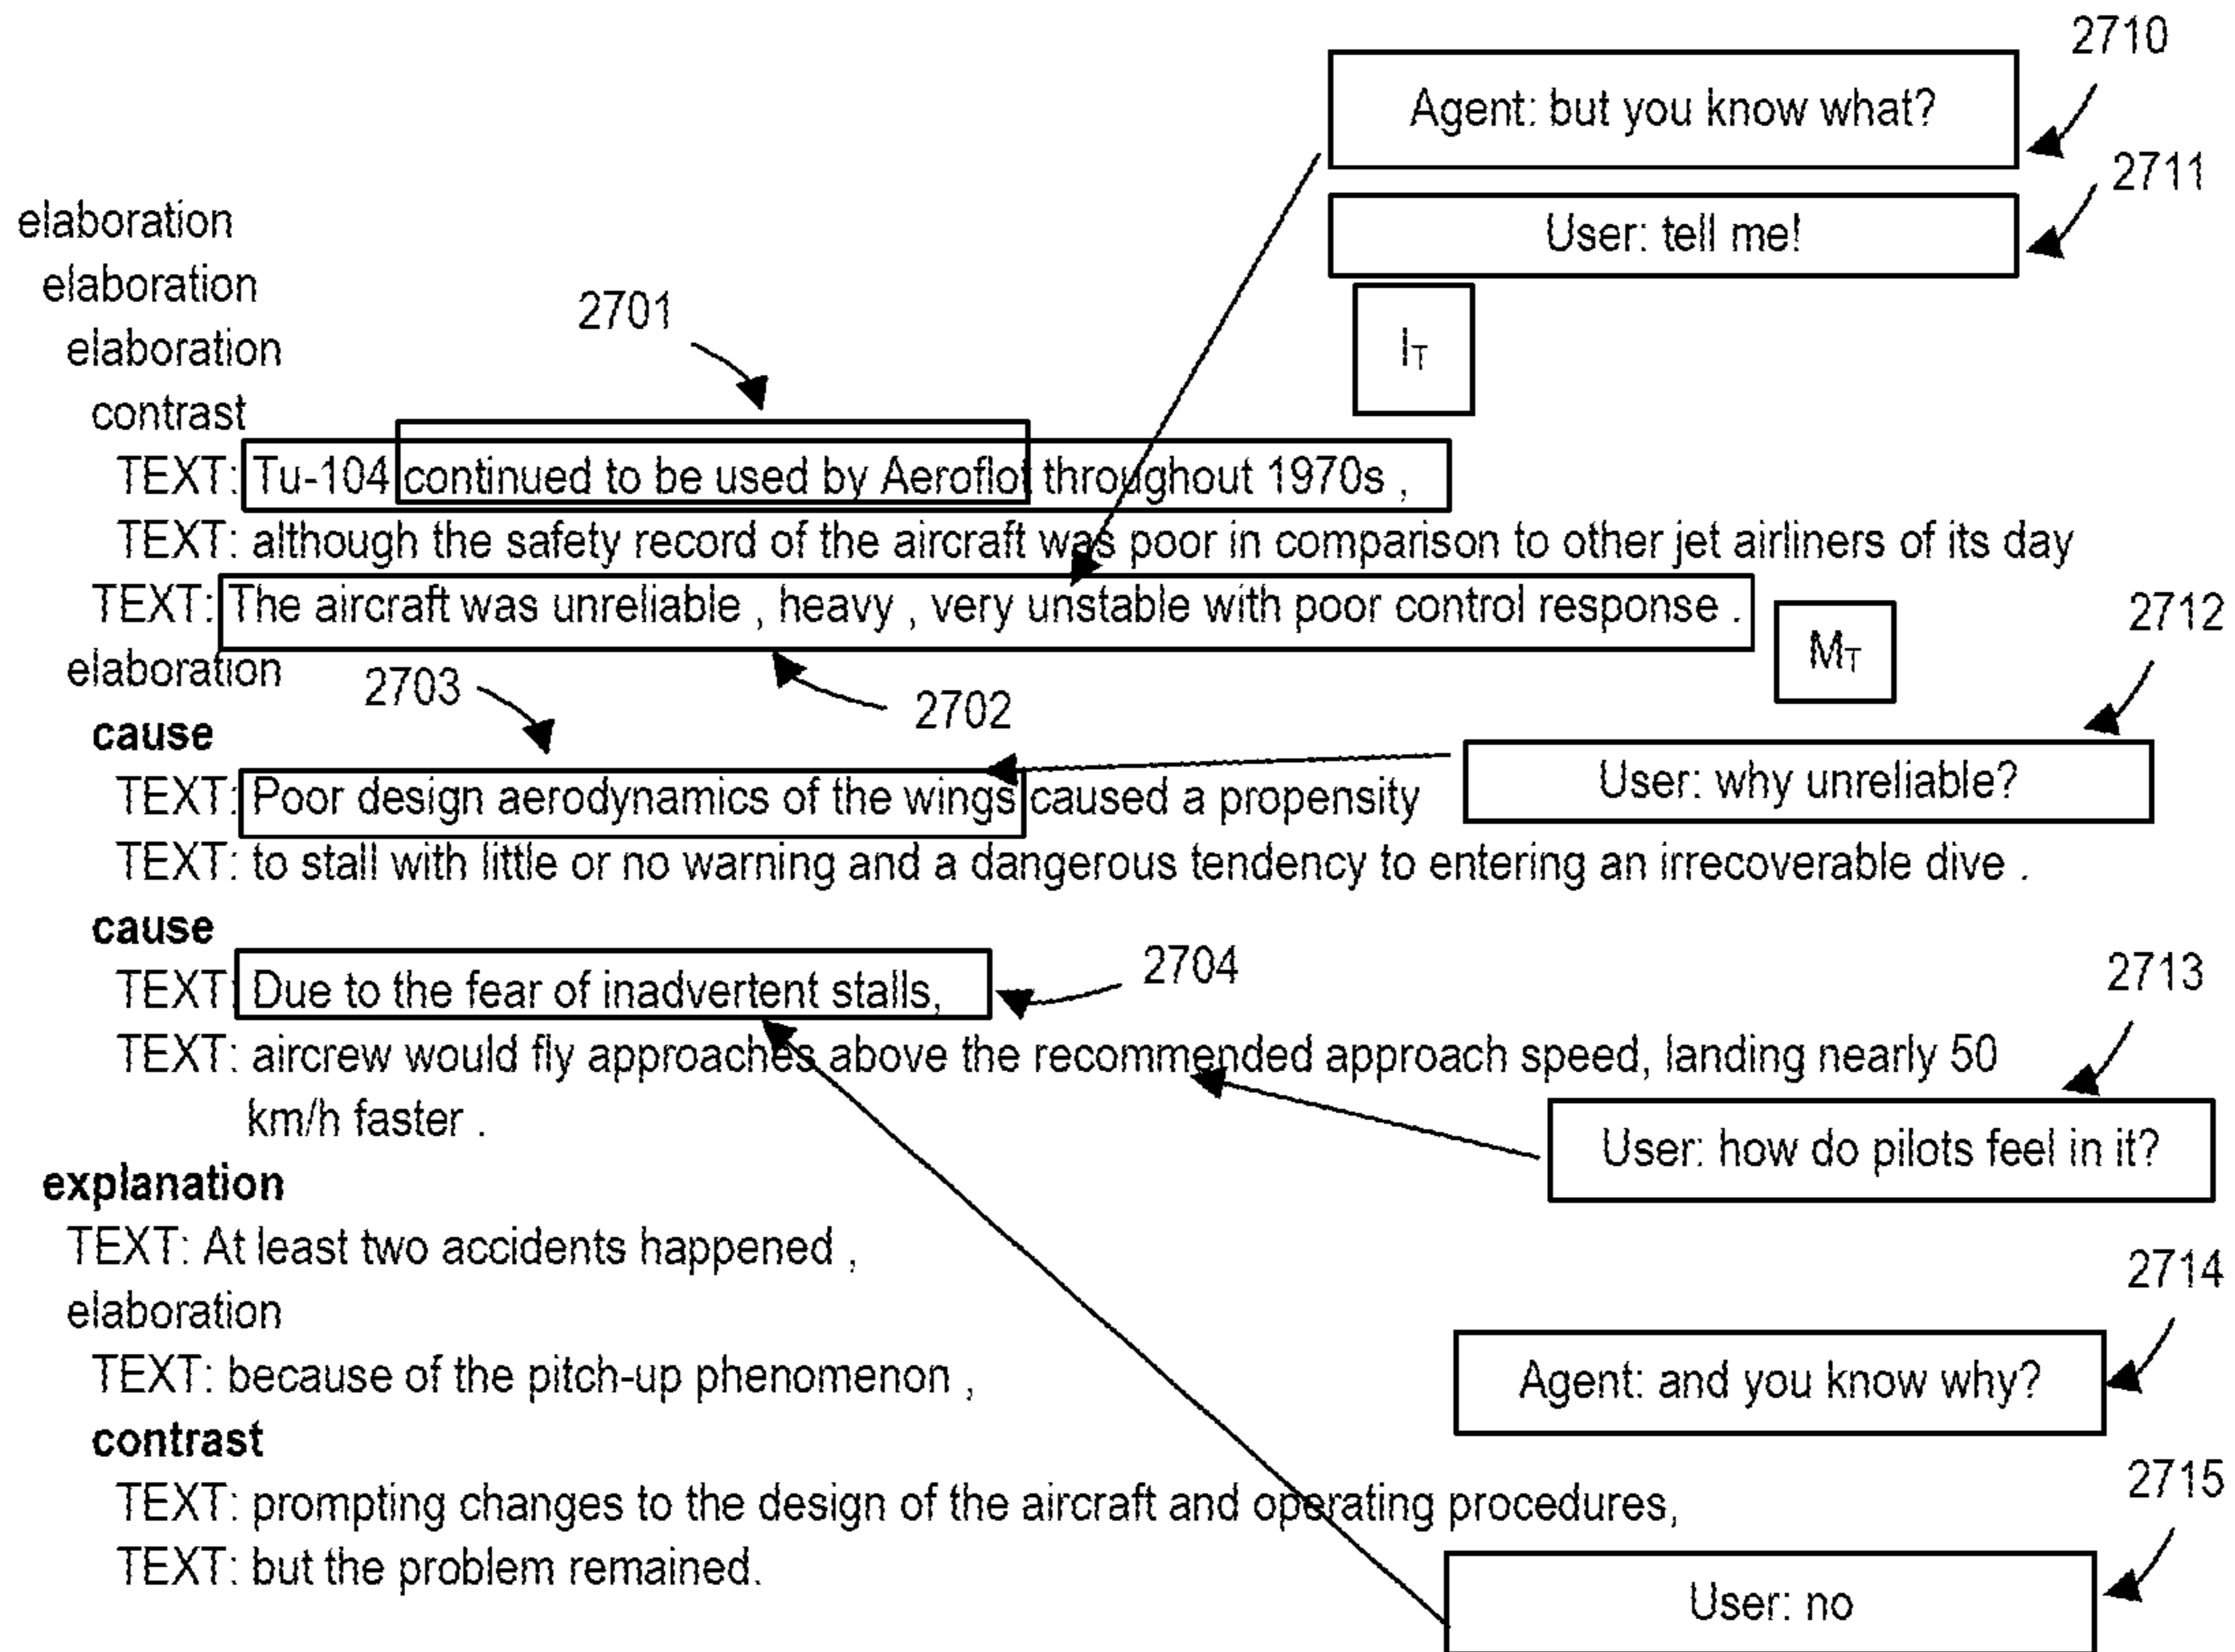 2710
Agent: but you know what?
2711
User: tell me!
elaboration
elaboration
2701
elaboration
IT
contrast
TEXT: Tu-104 continued to be used by Aeroflot throughout 1970s ,
TEXT: although the safety record of the aircraft was poor in comparison to other jet airliners of its day
TEXT: The aircraft was unreliable , heavy , very unstable with poor control response .
2712
MT
elaboration
2703
2702
cause
User: why unreliable?
TEXT: Poor design aerodynamics of the wings caused a propensity
TEXT: to stall with little or no warning and a dangerous tendency to entering an irrecoverable dive .
cause
2704
2713
TEXT: Due to the fear of inadvertent stalls,
TEXT: aircrew would fly approaches above the recommended approach speed, landing nearly 50
km/h faster .
User: how do pilots feel in it?
explanation
TEXT: At least two accidents happened ,
2714
elaboration
TEXT: because of the pitch-up phenomenon ,
Agent: and you know why?
contrast
2715
TEXT: prompting changes to the design of the aircraft and operating procedures,
TEXT: but the problem remained.
User: no